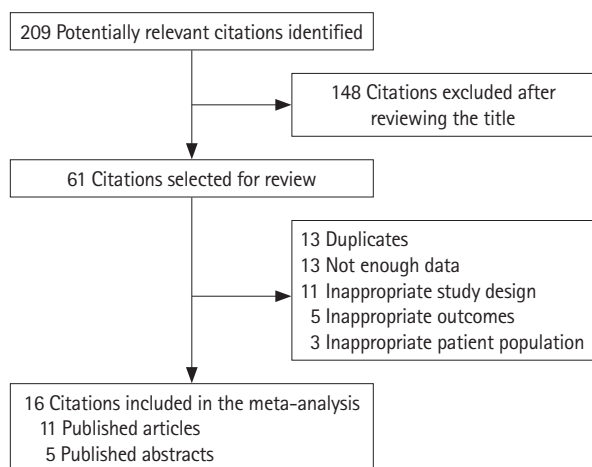 209 Potentially relevant citations identified
148 Citations excluded after
reviewing the title
61 Citations selected for review
13 Duplicates
13 Not enough data
11 Inappropriate study design
5 Inappropriate outcomes
3 Inappropriate patient population
16 Citations included in the meta-analysis
11 Published articles
5 Published abstracts